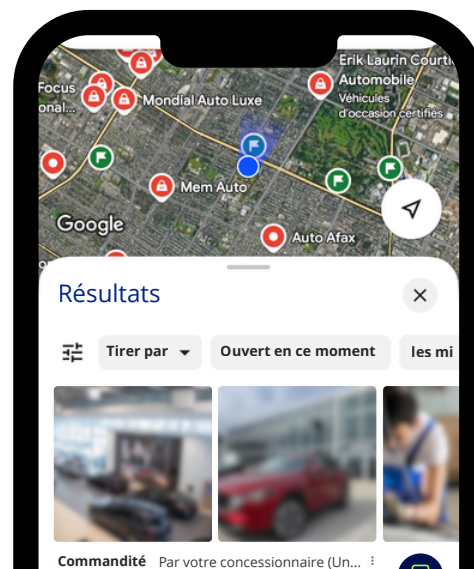 Erik Laurin Courti
Automobile
Véhicules
d'occasion certifiés
Focus
onal...
Mondial Auto Luxe
Mem Auto
Google
Auto Afax
Résultats
Tirer par
Ouvert en ce moment
les mi
Commandité Par votre concessionnaire (Un...